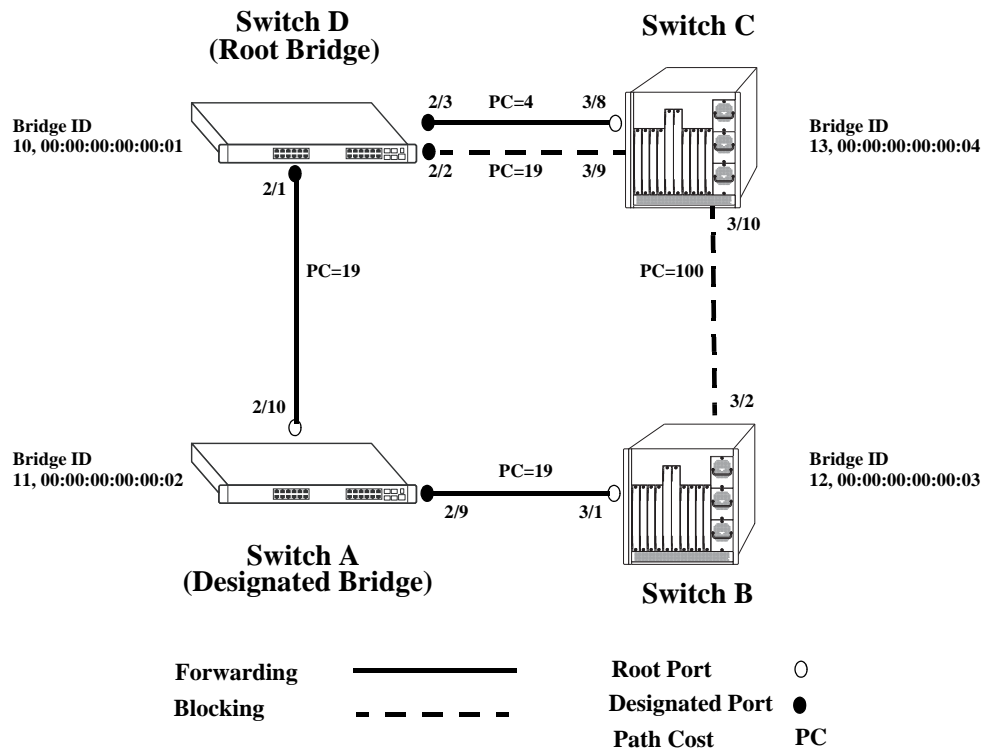 Switch D
(Root Bridge)
Switch C
2/3 PC=4 3/8
Bridge ID
10, 00:00:00:00:00:01
Bridge ID
13, 00:00:00:00:00:04
2/2 PC=19 3/9
2/1
3/10
PC=19
PC=100
2/10
3/2
Bridge ID
11, 00:00:00:00:00:02
PC=19
Bridge ID
12, 00:00:00:00:00:03
2/9 3/1
Switch A
(Designated Bridge)
Switch B
Forwarding
Blocking
Root Port
Designated Port
Path Cost PC